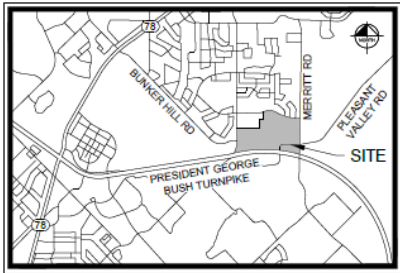 78
NORTH
BUNKER HILL RD
MERRITT RD
PLEASANT
VALLEY RD
SITE
PRESIDENT GEORGE
BUSH TURNPIKE
78